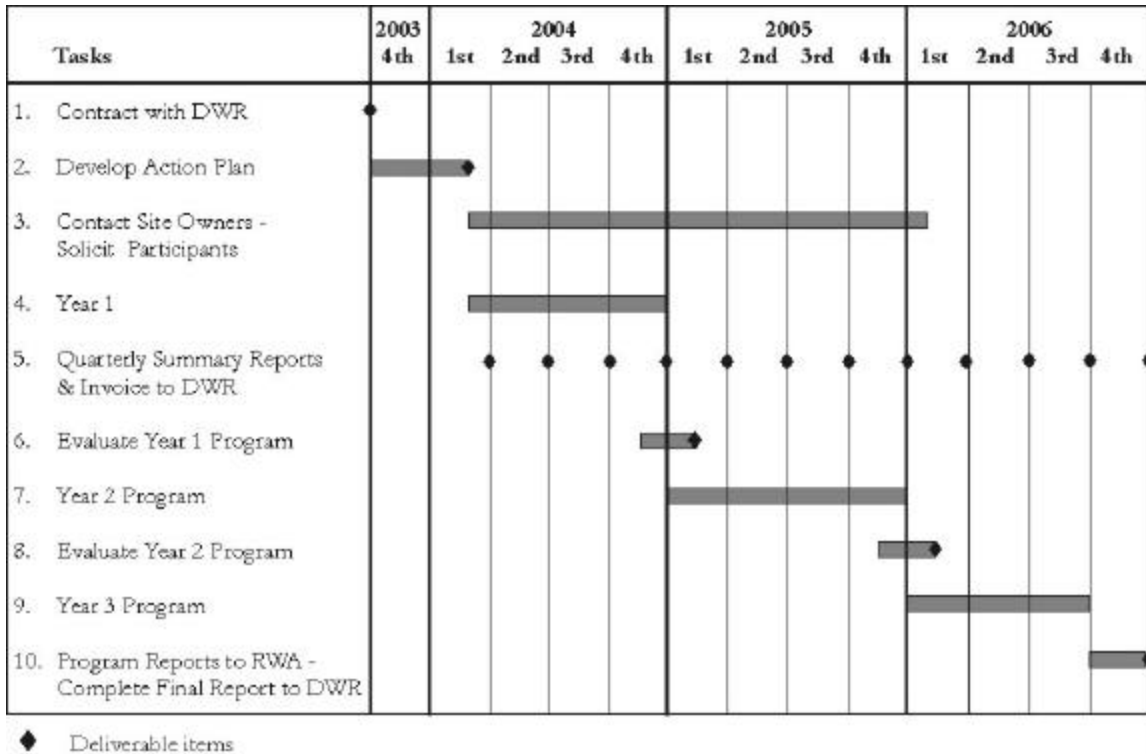 2003 2004 2005 2006
Tasks 4th 1st 2nd 3rd 4th 1st 2nd 3rd 4th 1st 2nd 3rd 4th
1. Contract with DWR
2. Develop Action Plan
3. Contact Site Owners -
Solicit Participants
4. Year 1
5. Quarterly Summary Reports
& Invoice to DWR
6. Evaluate Year 1 Program
7. Year 2 Program
8. Evaluate Year 2 Program
9. Year 3 Program
10. Program Reports to RWA -
Complete Final Report to DWR
Deliverable items